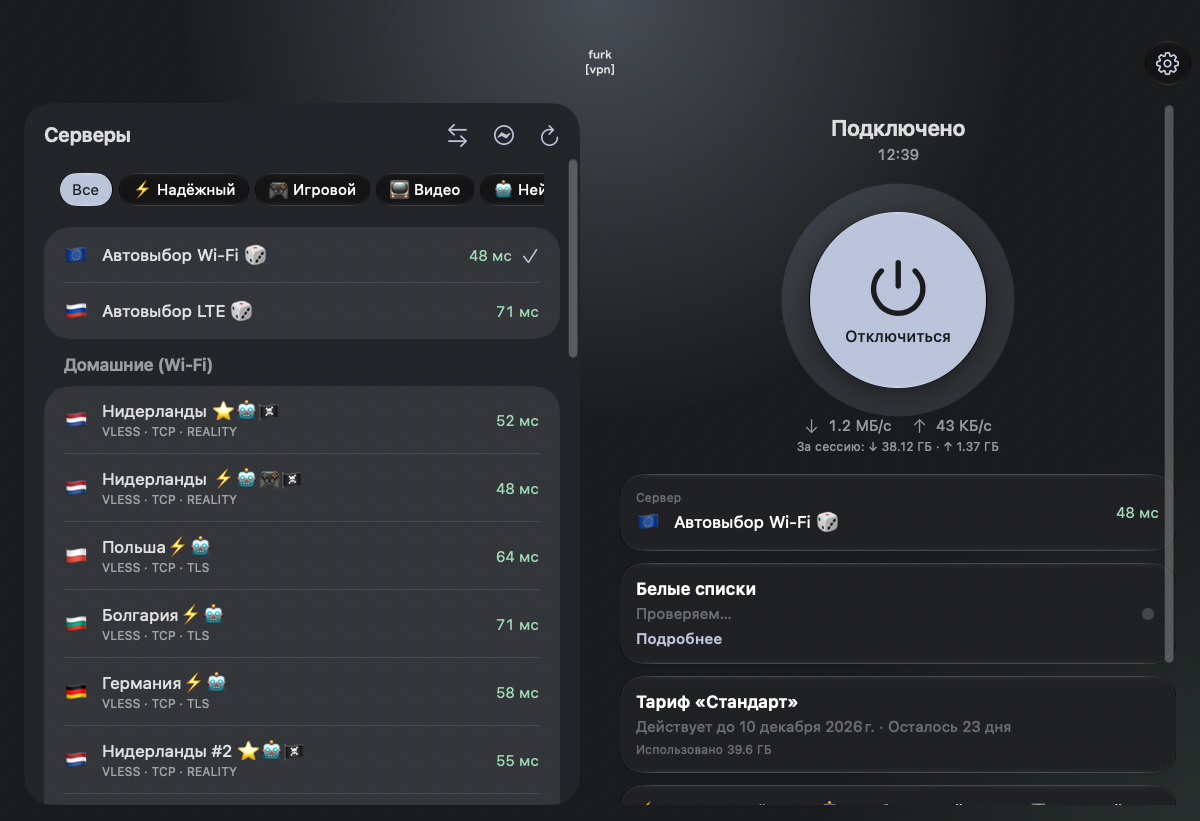 furk
[vpn]
Серверы
Все
⚡ Надёжный
🎮 Игровой
📺 Видео
🤖 Ней
🇪🇺 Автовыбор Wi-Fi 🎲 48 мс ✓
🇷🇺 Автовыбор LTE 🎲 71 мс
Домашние (Wi-Fi)
🇳🇱 Нидерланды ⭐🤖🏴‍☠️ 52 мс
VLESS · TCP · REALITY
🇳🇱 Нидерланды ⚡🤖🎮🏴‍☠️ 48 мс
VLESS · TCP · REALITY
🇵🇱 Польша⚡🤖 64 мс
VLESS · TCP · TLS
🇧🇬 Болгария⚡🤖 71 мс
VLESS · TCP · TLS
🇩🇪 Германия⚡🤖 58 мс
VLESS · TCP · TLS
🇳🇱 Нидерланды #2 ⭐🤖🏴‍☠️ 55 мс
VLESS · TCP · REALITY
Подключено
12:39
Отключиться
↓ 1.2 МБ/с ↑ 43 КБ/с
За сессию: ↓ 38.12 ГБ · ↑ 1.37 ГБ
Сервер
🇪🇺 Автовыбор Wi-Fi 🎲 48 мс
Белые списки
Проверяем...
Подробнее
Тариф «Стандарт»
Действует до 10 декабря 2026 г. · Осталось 23 дня
Использовано 39.6 ГБ